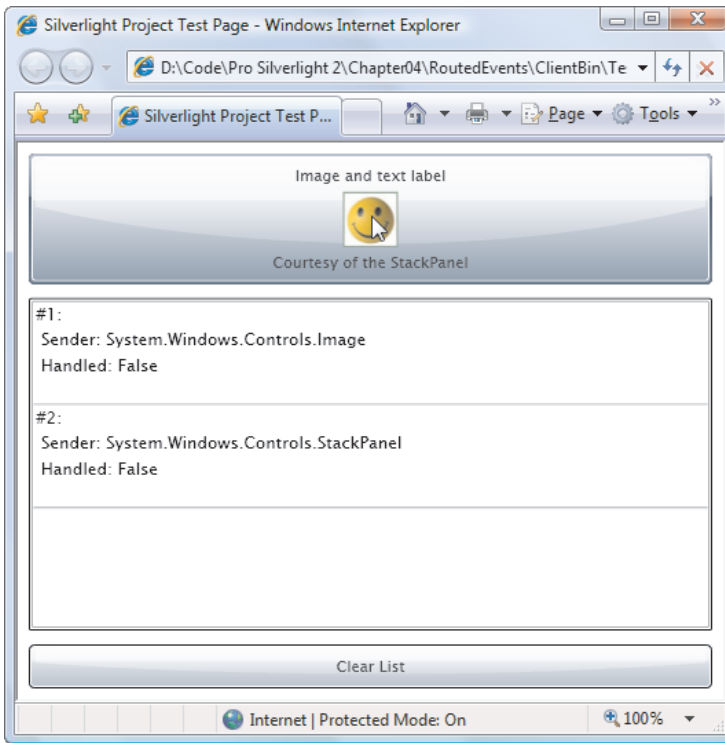 Silverlight Project Test Page - Windows Internet Explorer
D:\Code\Pro Silverlight 2\Chapter04\RoutedEvents\ClientBin\Te
Silverlight Project Test P...
Page
Tools
Image and text label
Courtesy of the StackPanel
#1:
Sender: System.Windows.Controls.Image
Handled: False
#2:
Sender: System.Windows.Controls.StackPanel
Handled: False
Clear List
Internet | Protected Mode: On
100%